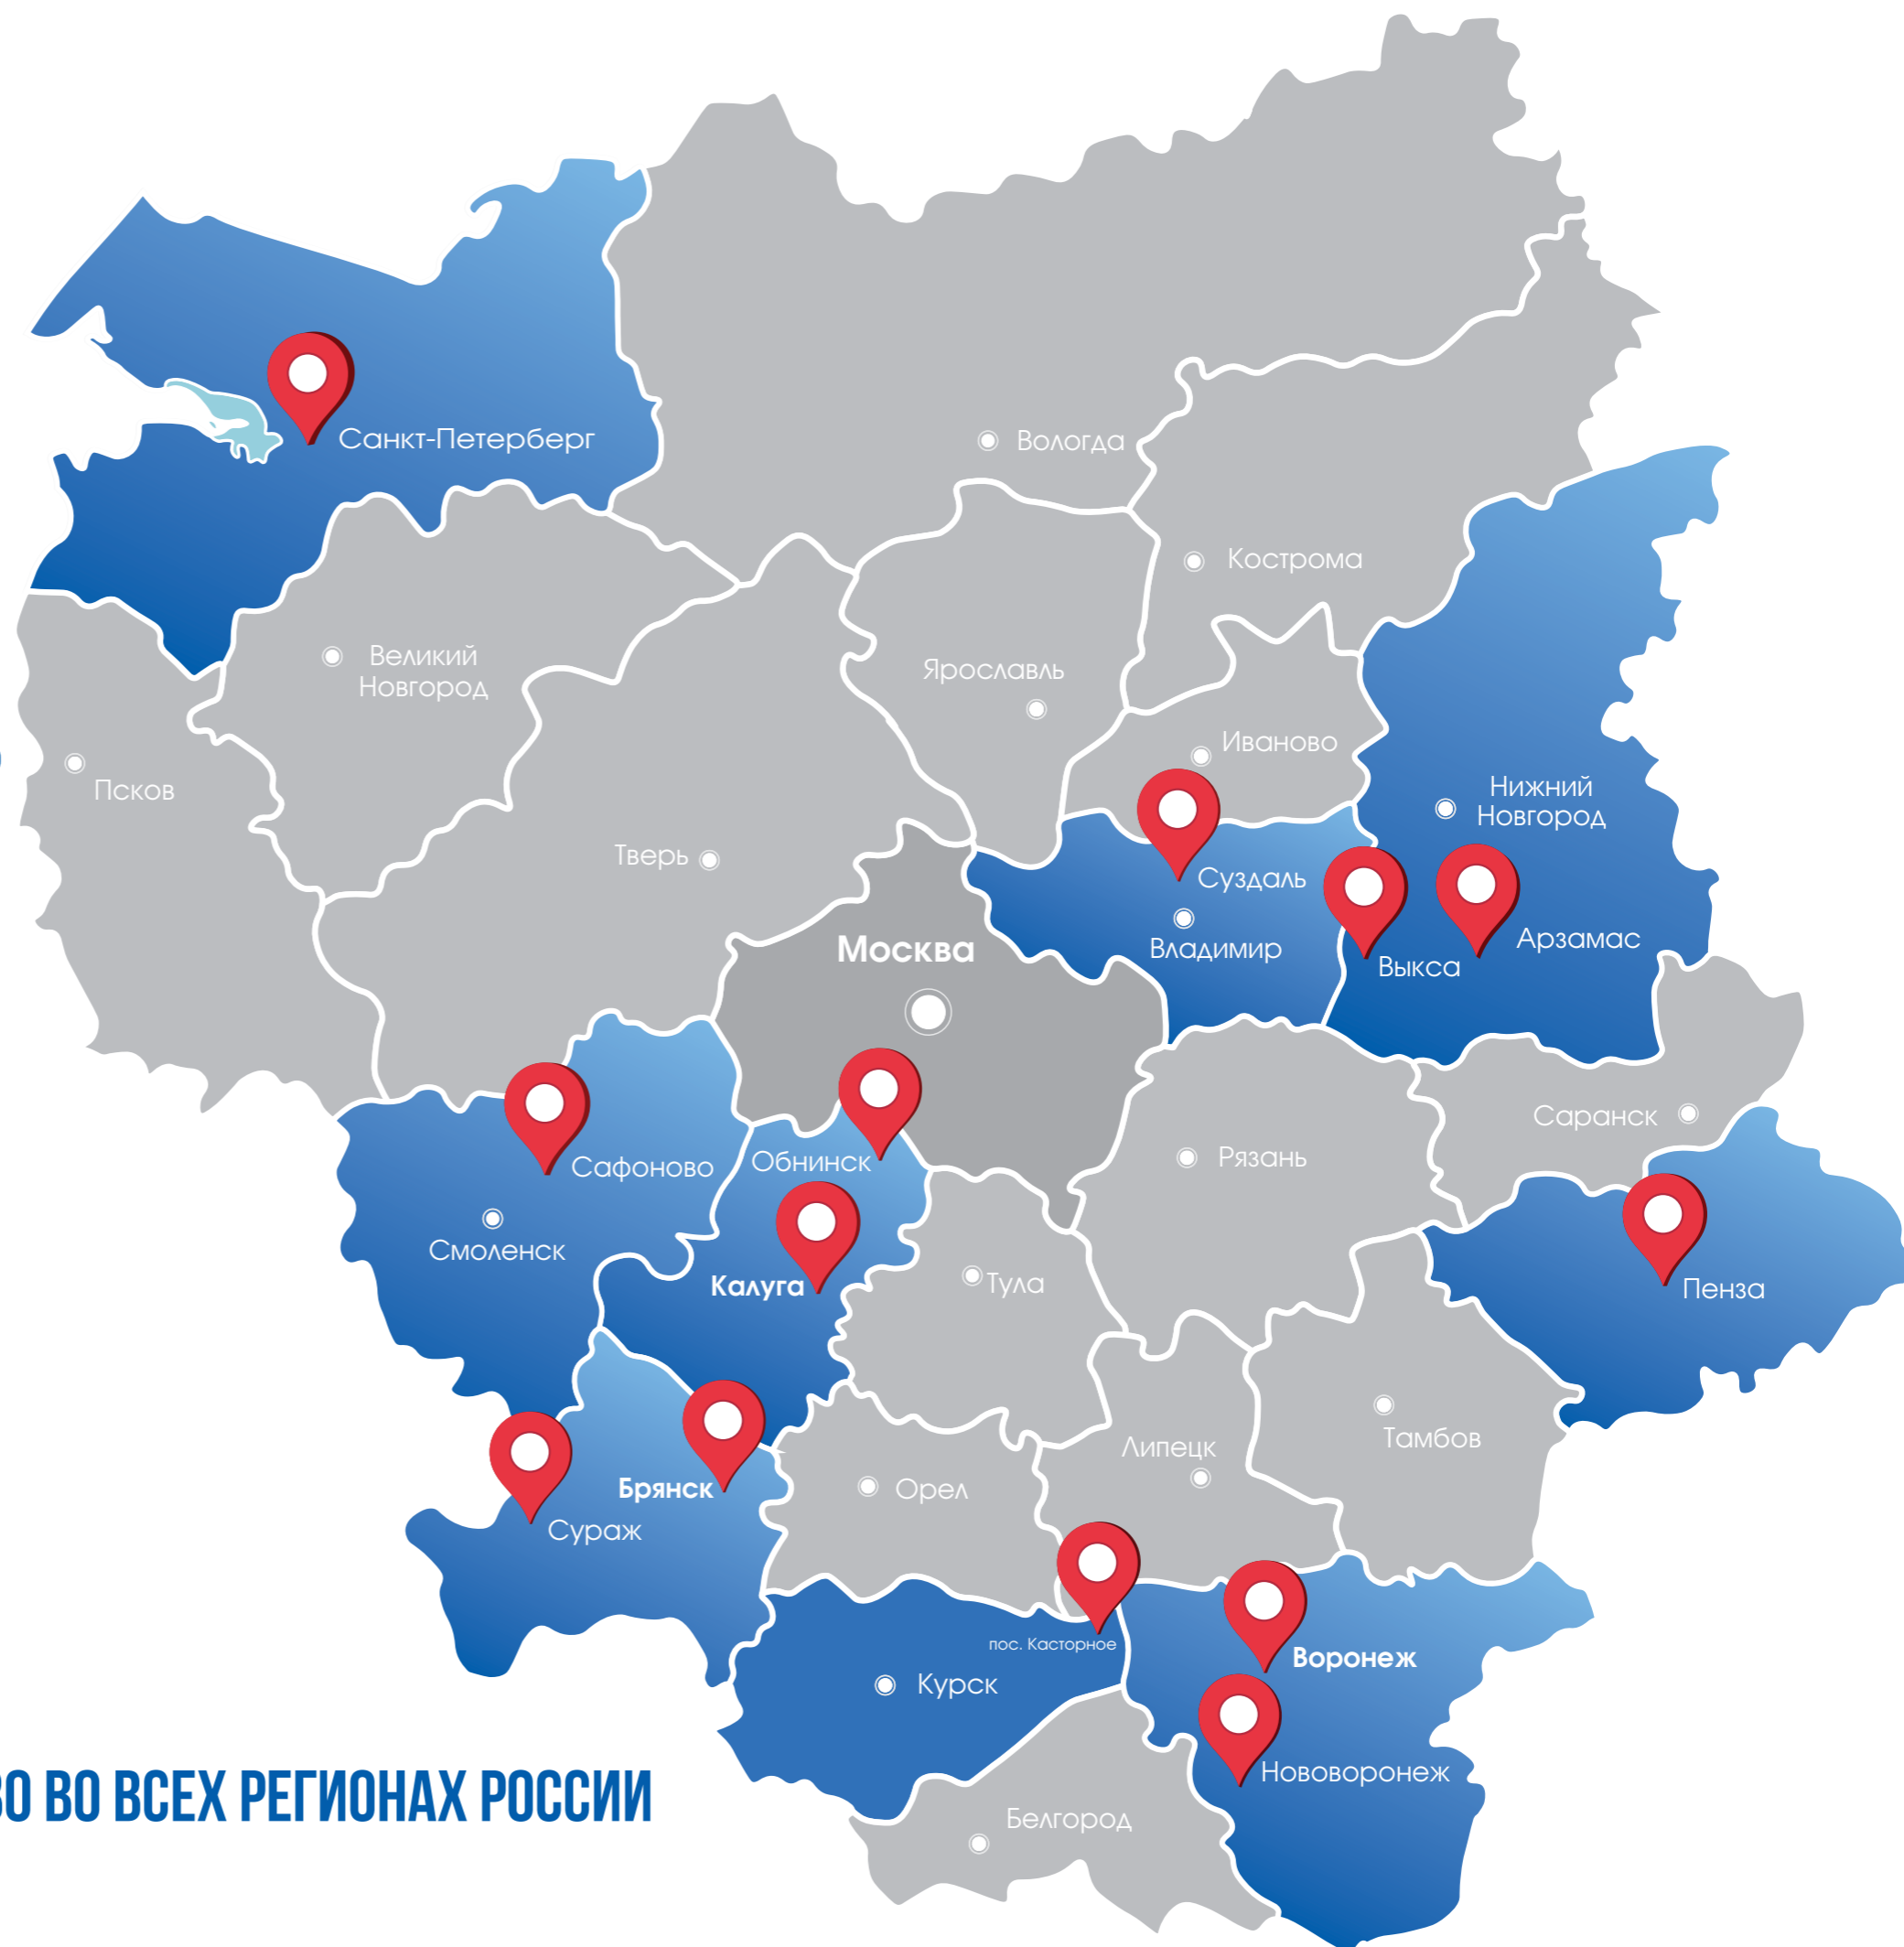 Санкт-Петербург
Вологда
Кострома
Великий
Новгород
Ярославль
Иваново
Псков
Нижний
Новгород
Тверь
Суздаль
Москва
Владимир
Арзамас
Выкса
Саранск
Обнинск
Сафоново
Рязань
Смоленск
Калуга
Тула
Пенза
Тамбов
Липецк
Брянск
Орел
Сураж
пос. Касторное
Воронеж
Курск
Нововоронеж
ВО ВСЕХ РЕГИОНАХ РОССИИ
Белгород